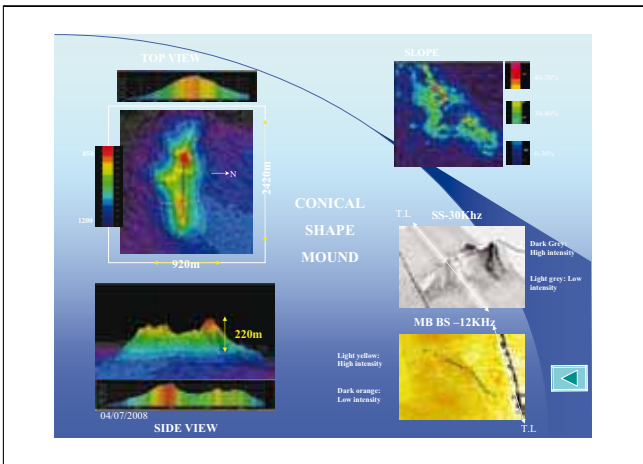 TOP VIEW
SLOPE
N
2420m
1200
920m
CONICAL
SHAPE
MOUND
T.L
SS-30Khz
Dark Grey:
High intensity
Light grey: Low
intensity
MB BS –12KHz
220m
Light yellow:
High intensity
Dark orange:
Low intensity
04/07/2008
SIDE VIEW
T.L